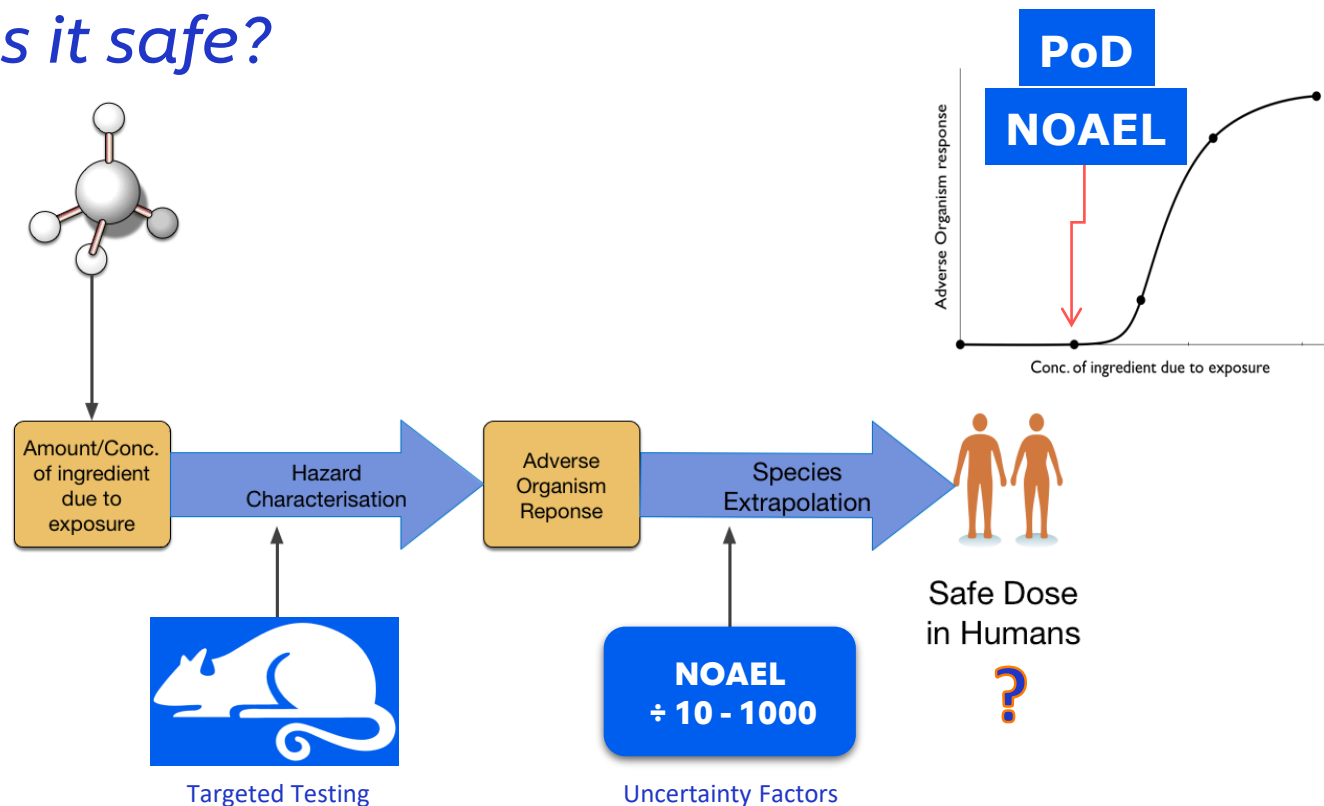 s it safe?
PoD
NOAEL
Adverse Organism response
Conc. of ingredient due to exposure
Amount/Conc.
of ingredient
due to
exposure
Hazard
Characterisation
Adverse
Organism
Reponse
Species
Extrapolation
Safe Dose
in Humans
?
NOAEL
÷ 10 - 1000
Targeted Testing
Uncertainty Factors